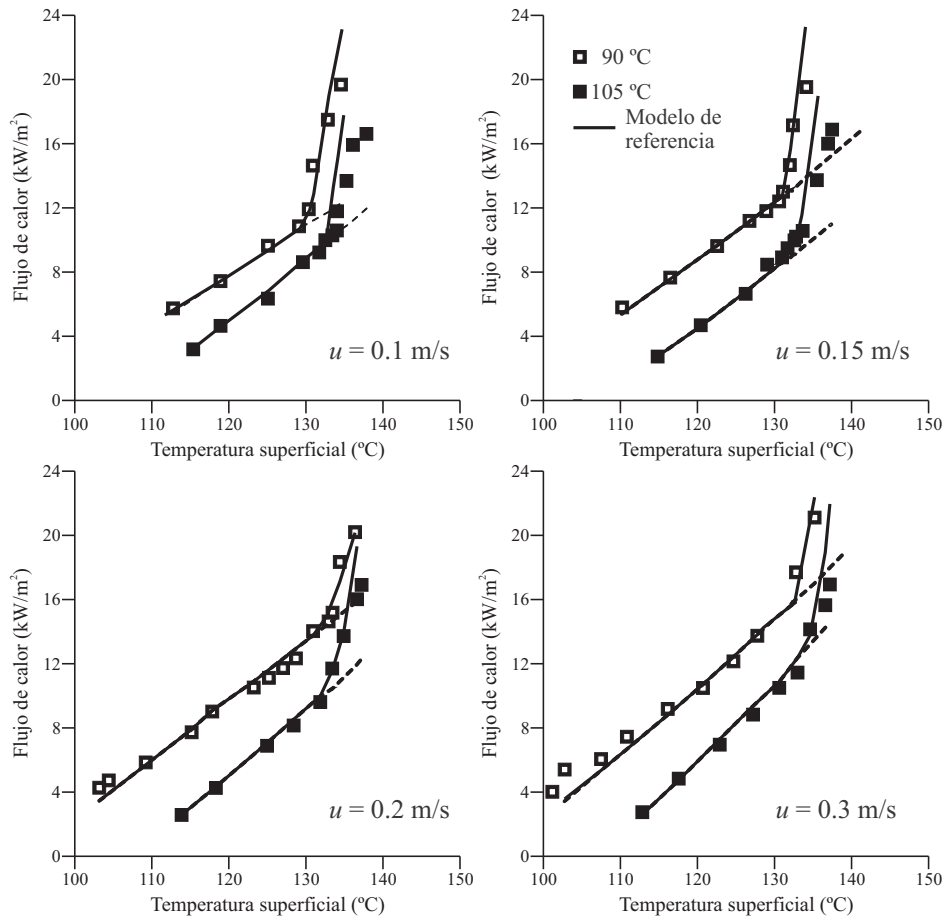 24
20
16
12
8
4
0
Flujo de calor (kW/m²)
u = 0.1 m/s
100 110 120 130 140 150
Temperatura superficial (ºC)
24
20
16
12
8
4
0
Flujo de calor (kW/m²)
90 ºC
105 ºC
Modelo de
referencia
u = 0.15 m/s
100 110 120 130 140 150
Temperatura superficial (ºC)
24
20
16
12
8
4
0
Flujo de calor (kW/m²)
u = 0.2 m/s
100 110 120 130 140 150
Temperatura superficial (ºC)
24
20
16
12
8
4
0
Flujo de calor (kW/m²)
u = 0.3 m/s
100 110 120 130 140 150
Temperatura superficial (ºC)